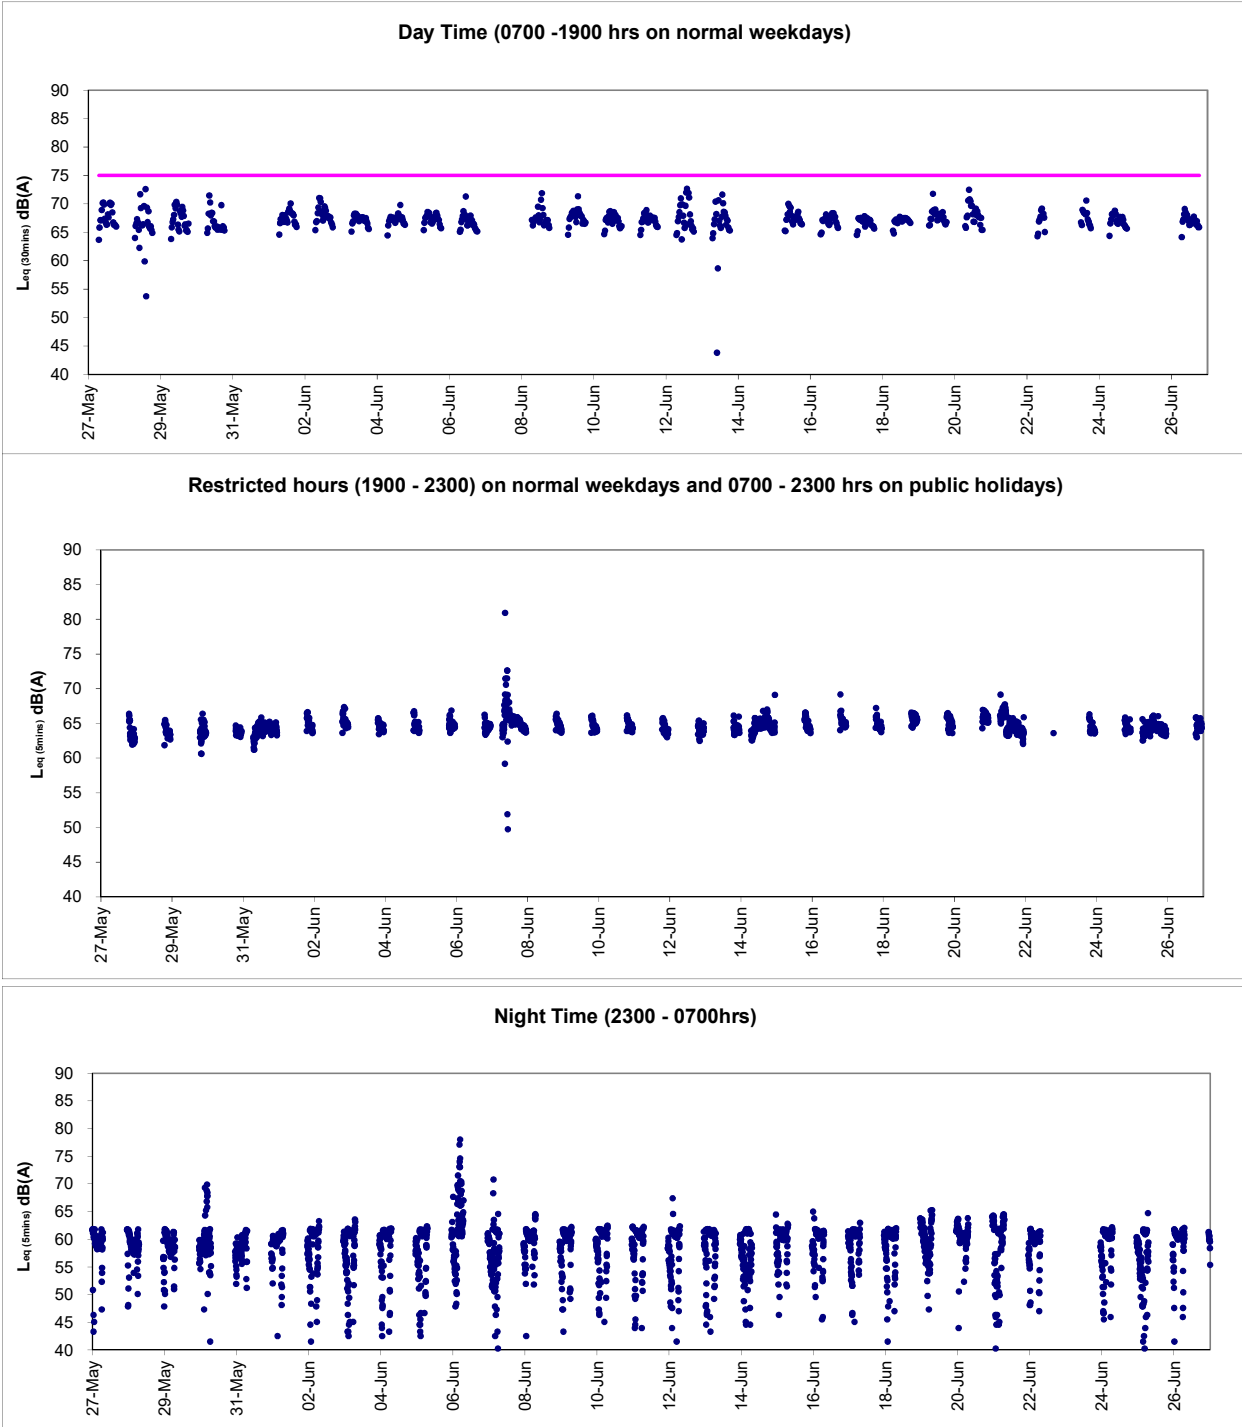 Day Time (0700 -1900 hrs on normal weekdays)
90
85
80
75
70
65
60
55
50
45
40
Leq (30mins) dB(A)
27-May
29-May
31-May
02-Jun
04-Jun
06-Jun
08-Jun
10-Jun
12-Jun
14-Jun
16-Jun
18-Jun
20-Jun
22-Jun
24-Jun
26-Jun
Restricted hours (1900 - 2300) on normal weekdays and 0700 - 2300 hrs on public holidays)
90
85
80
75
70
65
60
55
50
45
40
Leq (5mins) dB(A)
27-May
29-May
31-May
02-Jun
04-Jun
06-Jun
08-Jun
10-Jun
12-Jun
14-Jun
16-Jun
18-Jun
20-Jun
22-Jun
24-Jun
26-Jun
Night Time (2300 - 0700hrs)
90
85
80
75
70
65
60
55
50
45
40
Leq (5mins) dB(A)
27-May
29-May
31-May
02-Jun
04-Jun
06-Jun
08-Jun
10-Jun
12-Jun
14-Jun
16-Jun
18-Jun
20-Jun
22-Jun
24-Jun
26-Jun